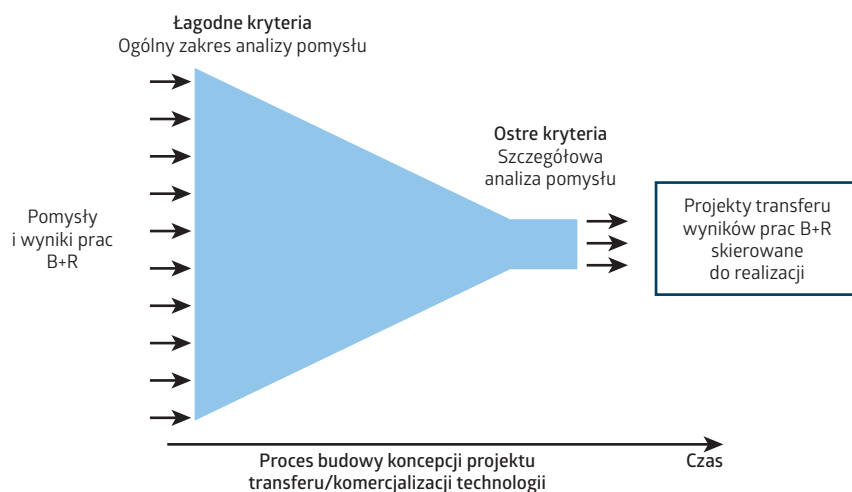 Łagodne kryteria
Ogólny zakres analizy pomysłu
Ostre kryteria
Szczegółowa
analiza pomysłu
Pomysły
i wyniki prac
B+R
Projekty transferu
wyników prac B+R
skierowane
do realizacji
Proces budowy koncepcji projektu
transferu/komercjalizacji technologii
Czas